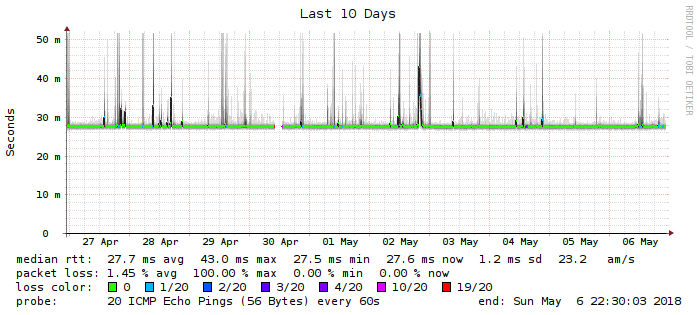 Last 10 Days
RRDTOOL / TOBI OETIKER
Seconds
50 m
40 m
30 m
20 m
10 m
0
27 Apr 28 Apr 29 Apr 30 Apr 01 May 02 May 03 May 04 May 05 May 06 May
median rtt: 27.7 ms avg 43.0 ms max 27.5 ms min 27.6 ms now 1.2 ms sd 23.2 am/s
packet loss: 1.45 % avg 100.00 % max 0.00 % min 0.00 % now
loss color: 0 1/20 2/20 3/20 4/20 10/20 19/20
probe: 20 ICMP Echo Pings (56 Bytes) every 60s end: Sun May 6 22:30:03 2018